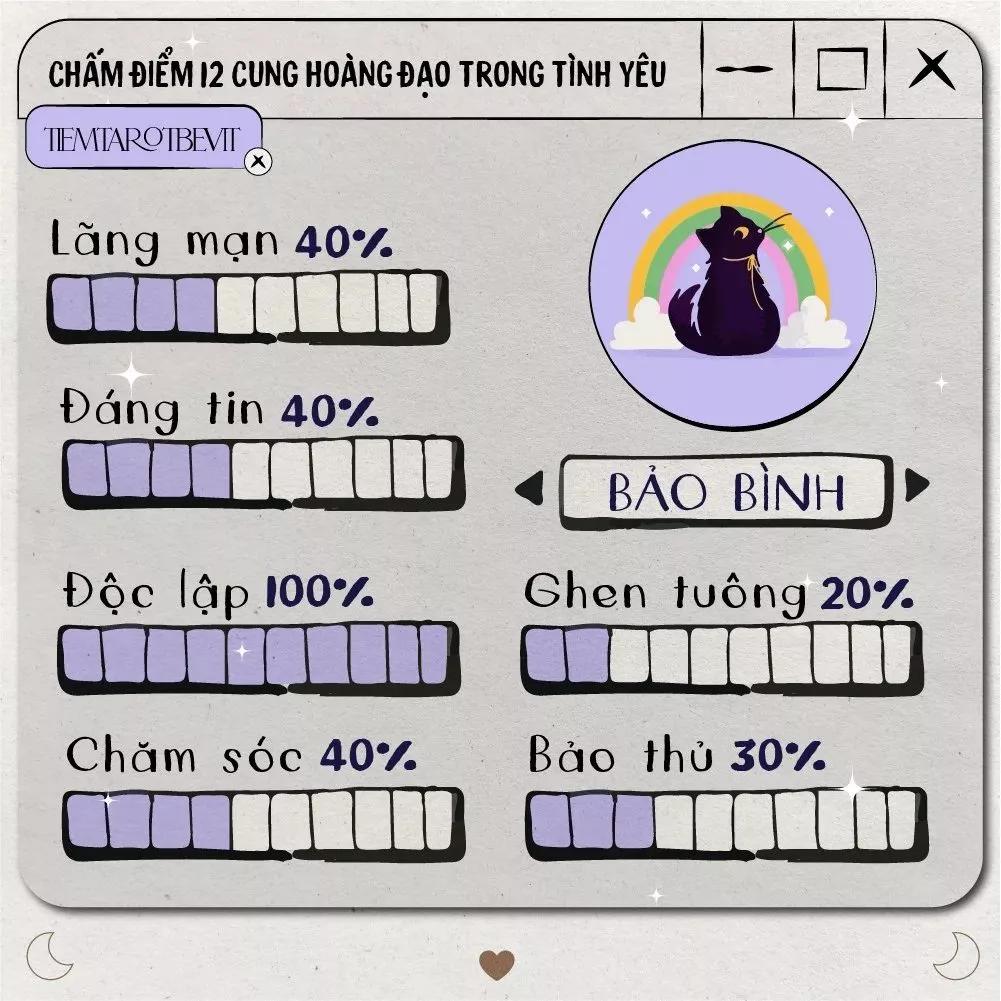 CHẤM ĐIỂM 12 CUNG HOÀNG ĐẠO TRONG TÌNH YÊU
TIEMTAROTBEVIT
Lãng mạn 40%
Đáng tin 40%
BẢO BÌNH
Độc lập 100%
Ghen tuông 20%
Chăm sóc 40%
Bảo thủ 30%